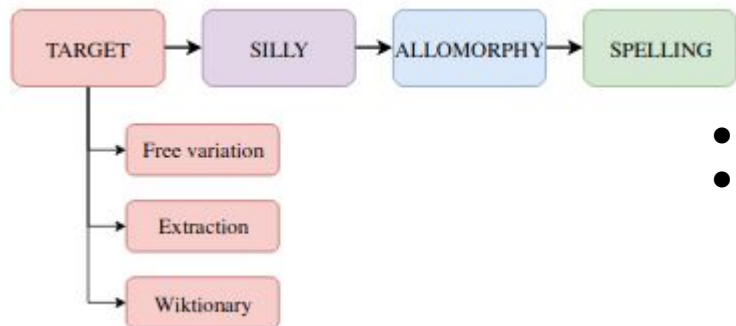 TARGET
SILLY
ALLOMORPHY
SPELLING
Free variation
Extraction
Wiktionary